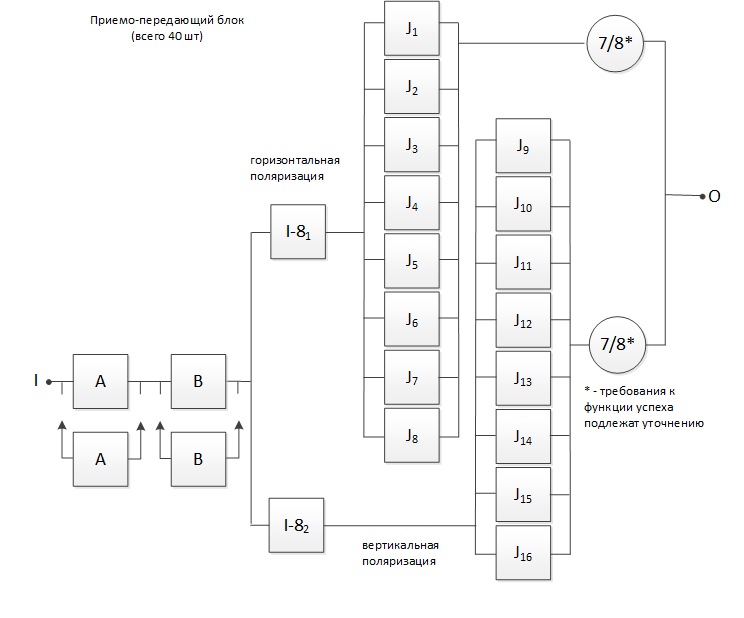 Приемо-передающий блок
(всего 40 шт)
J1
J2
J3
J4
J5
J6
J7
J8
7/8*
горизонтальная
поляризация
I-81
J9
J10
J11
J12
J13
J14
J15
J16
O
7/8*
* - требования к
функции успеха
подлежат уточнению
I
A
B
A
B
I-82
вертикальная
поляризация